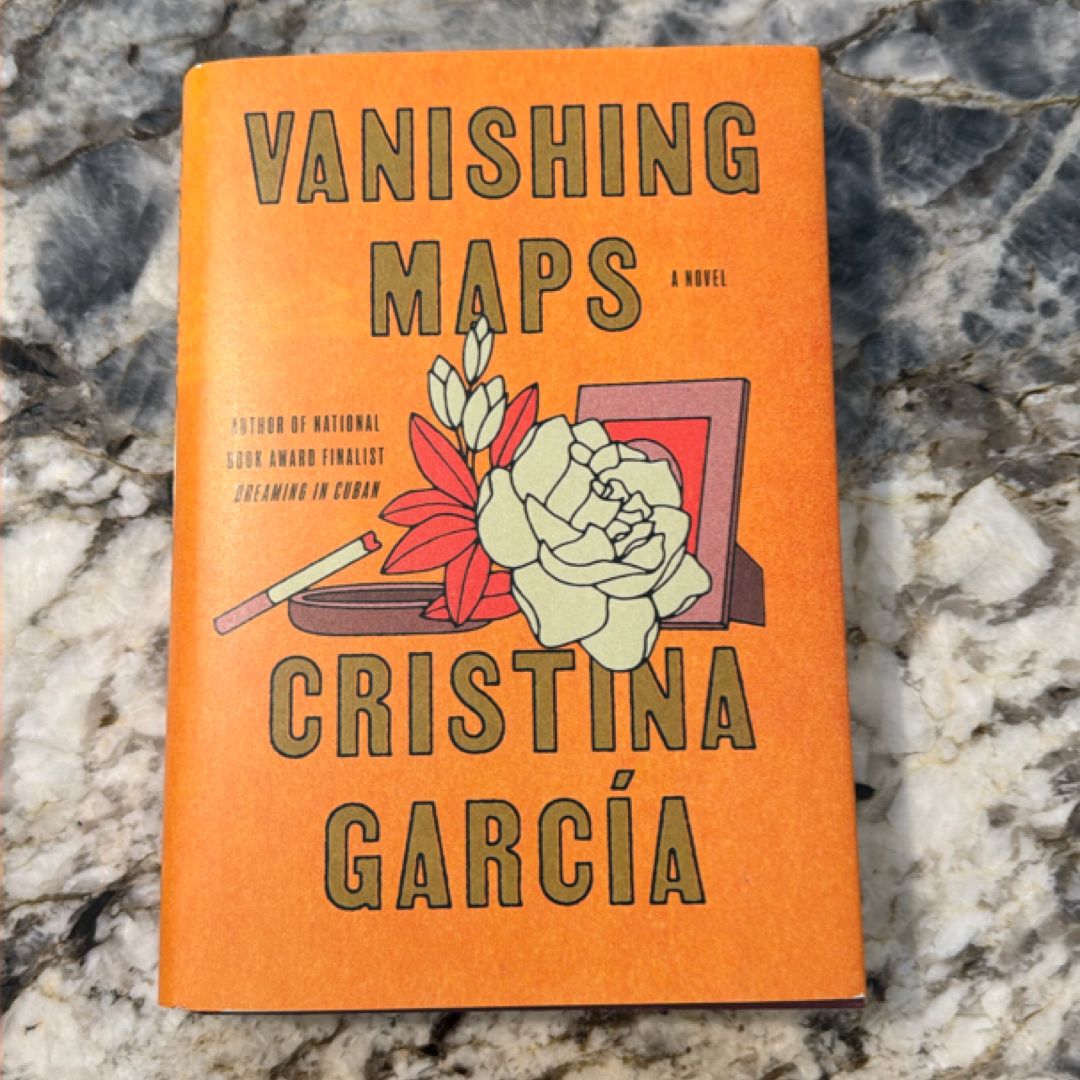 VANISHING
MAPS
A NOVEL
AUTHOR OF NATIONAL
BOOK AWARD FINALIST
DREAMING IN CUBAN
CRISTINA
GARCÍA